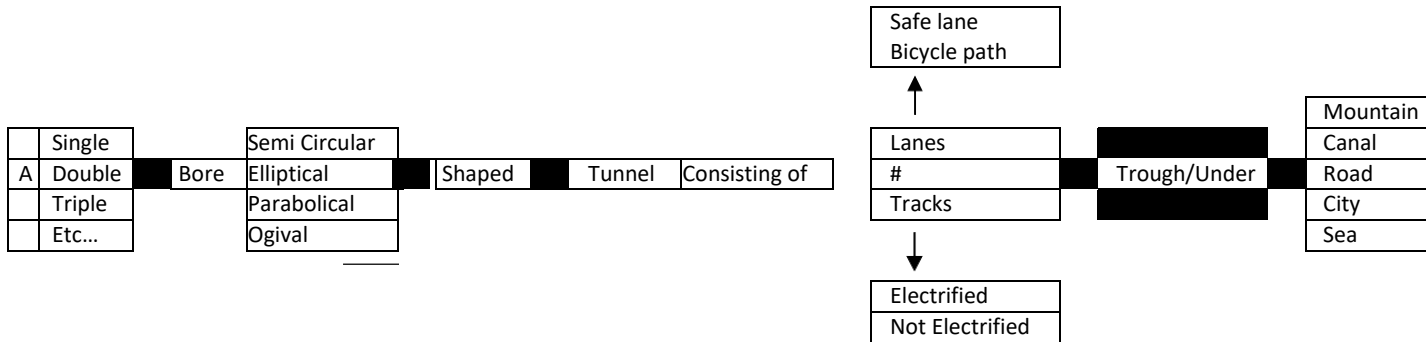 Safe lane
Bicycle path
Mountain
Single Semi Circular Lanes Canal
A Double Bore Elliptical Shaped Tunnel Consisting of # Trough/Under Road
Triple Parabolical Tracks City
Etc... Ogival Sea
Electrified
Not Electrified